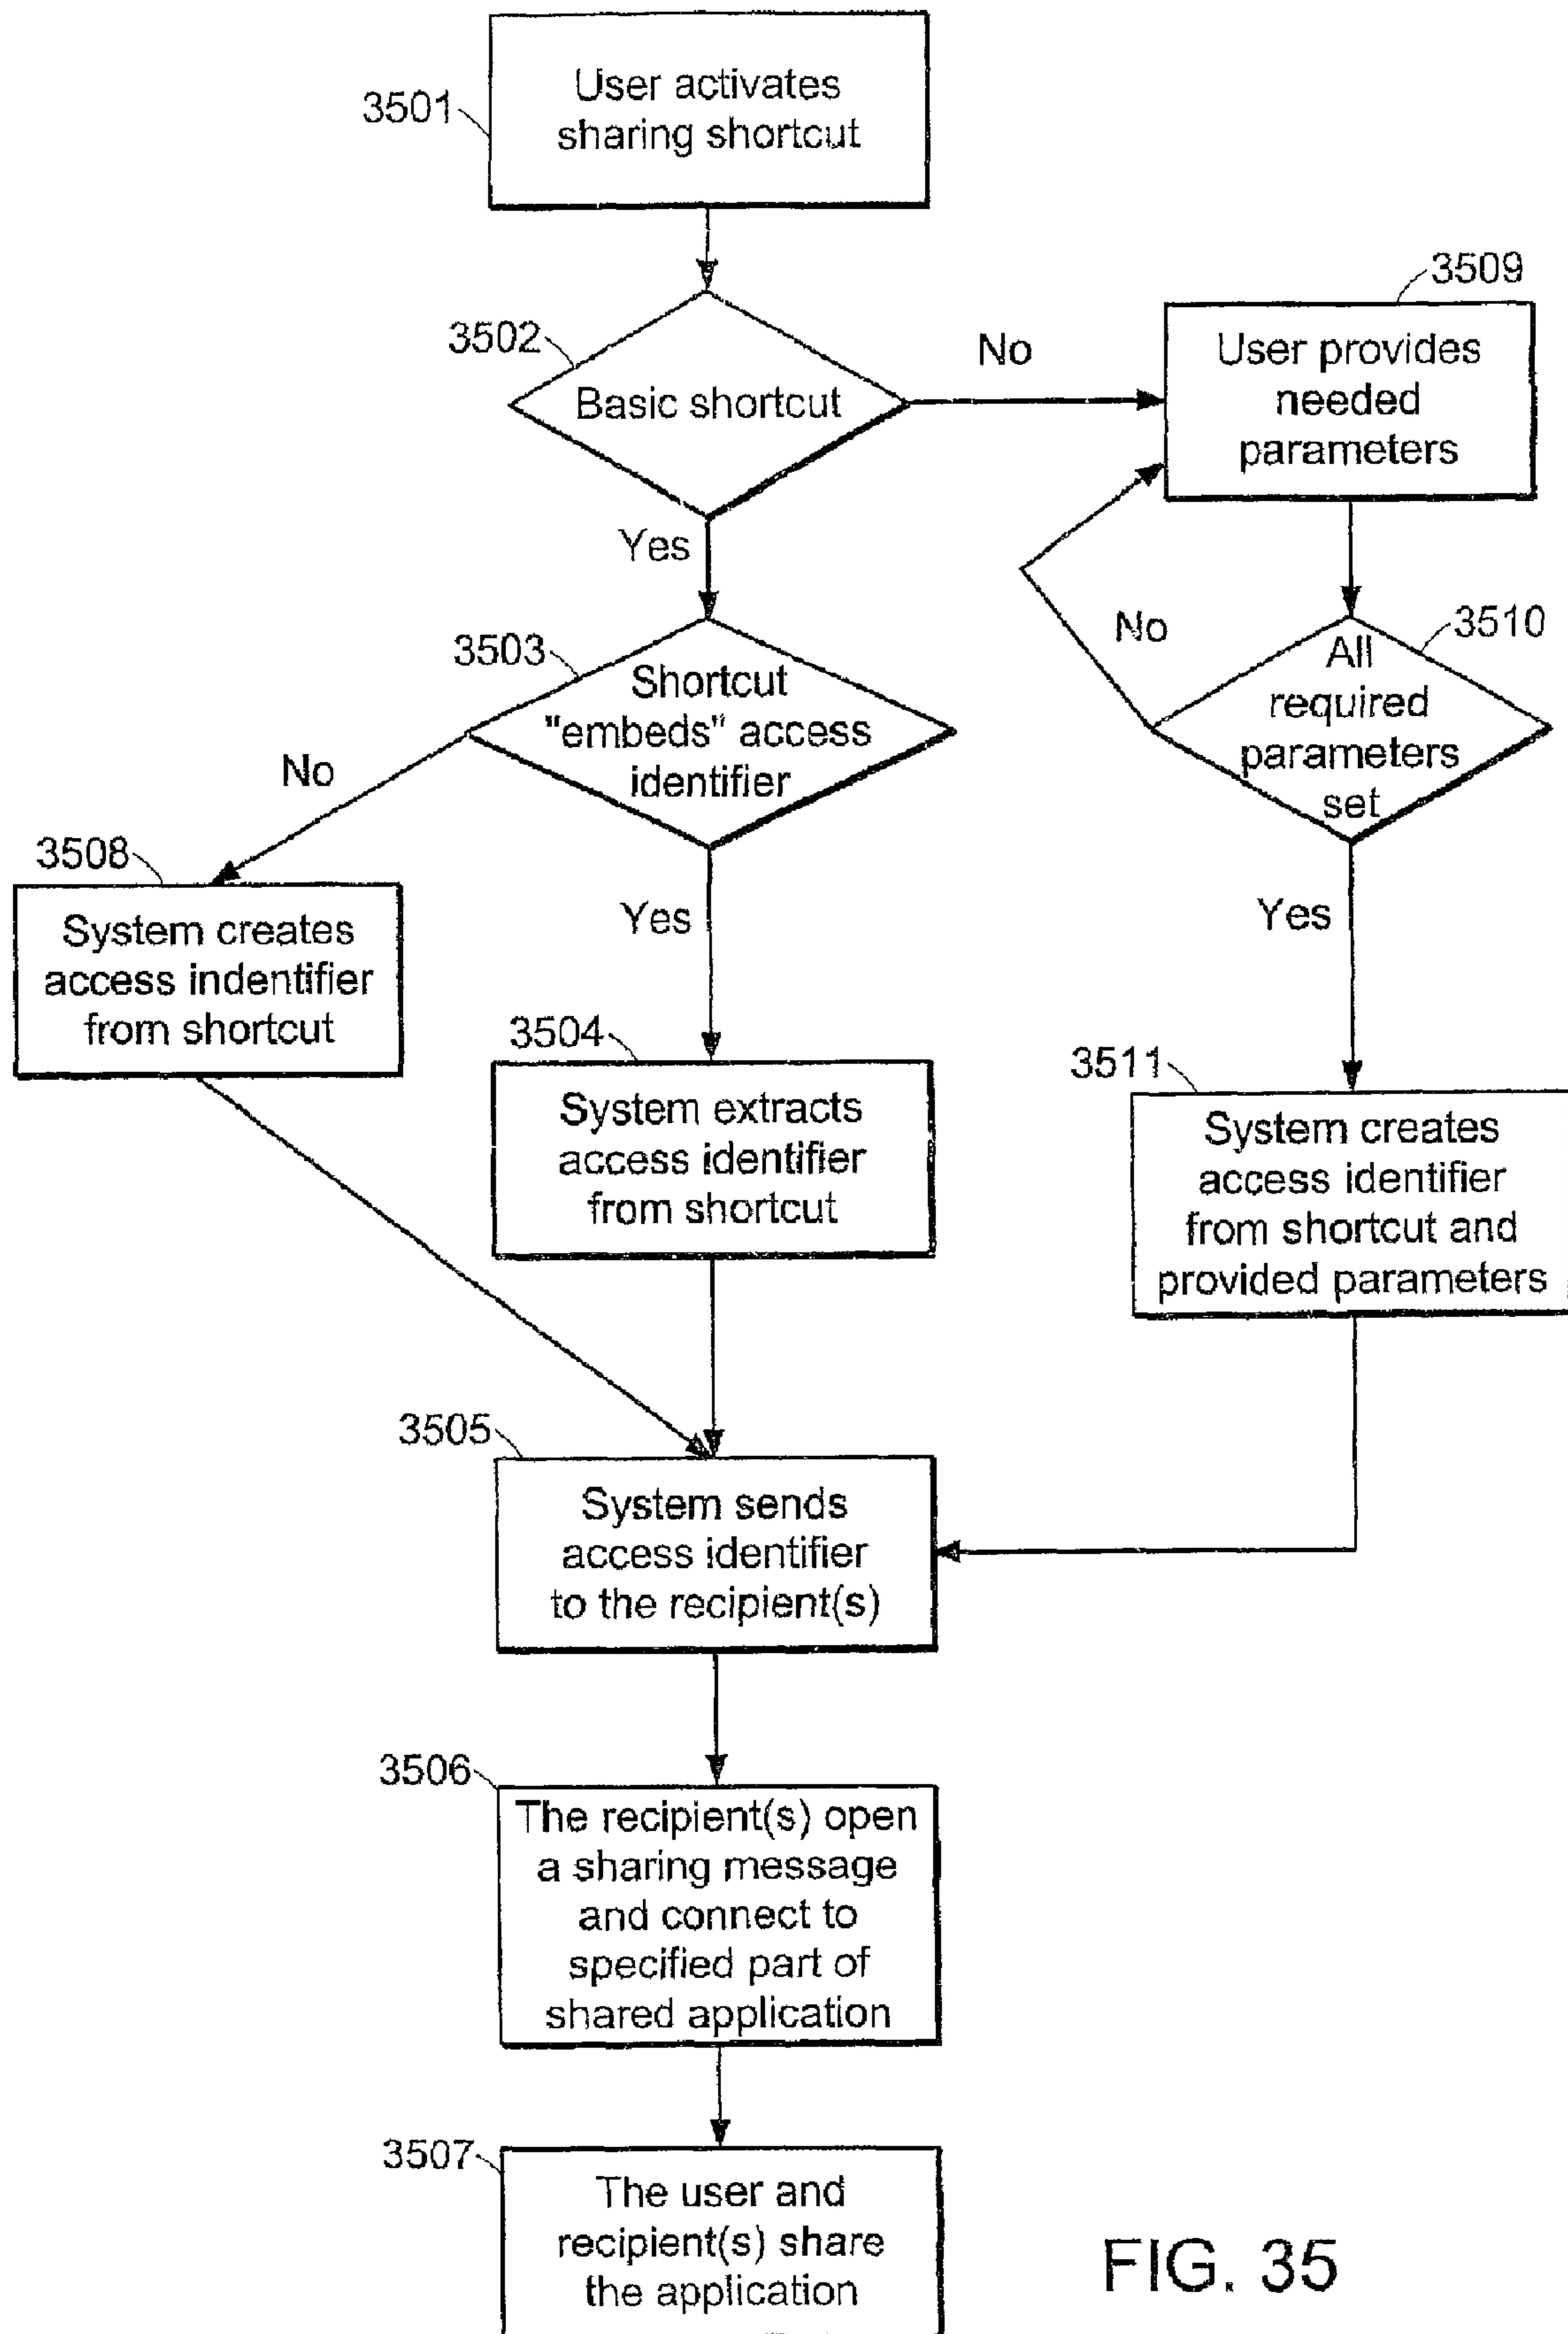 3501
User activates
sharing shortcut
3502
Basic shortcut
No
Yes
3509
User provides
needed
parameters
3503
Shortcut
"embeds" access
identifier
No
Yes
3510
All
required
parameters
set
No
Yes
3508
System creates
access indentifier
from shortcut
3504
System extracts
access identifier
from shortcut
3511
System creates
access identifier
from shortcut and
provided parameters
3505
System sends
access identifier
to the recipient(s)
3506
The recipient(s) open
a sharing message
and connect to
specified part of
shared application
3507
The user and
recipient(s) share
the application
FIG. 35